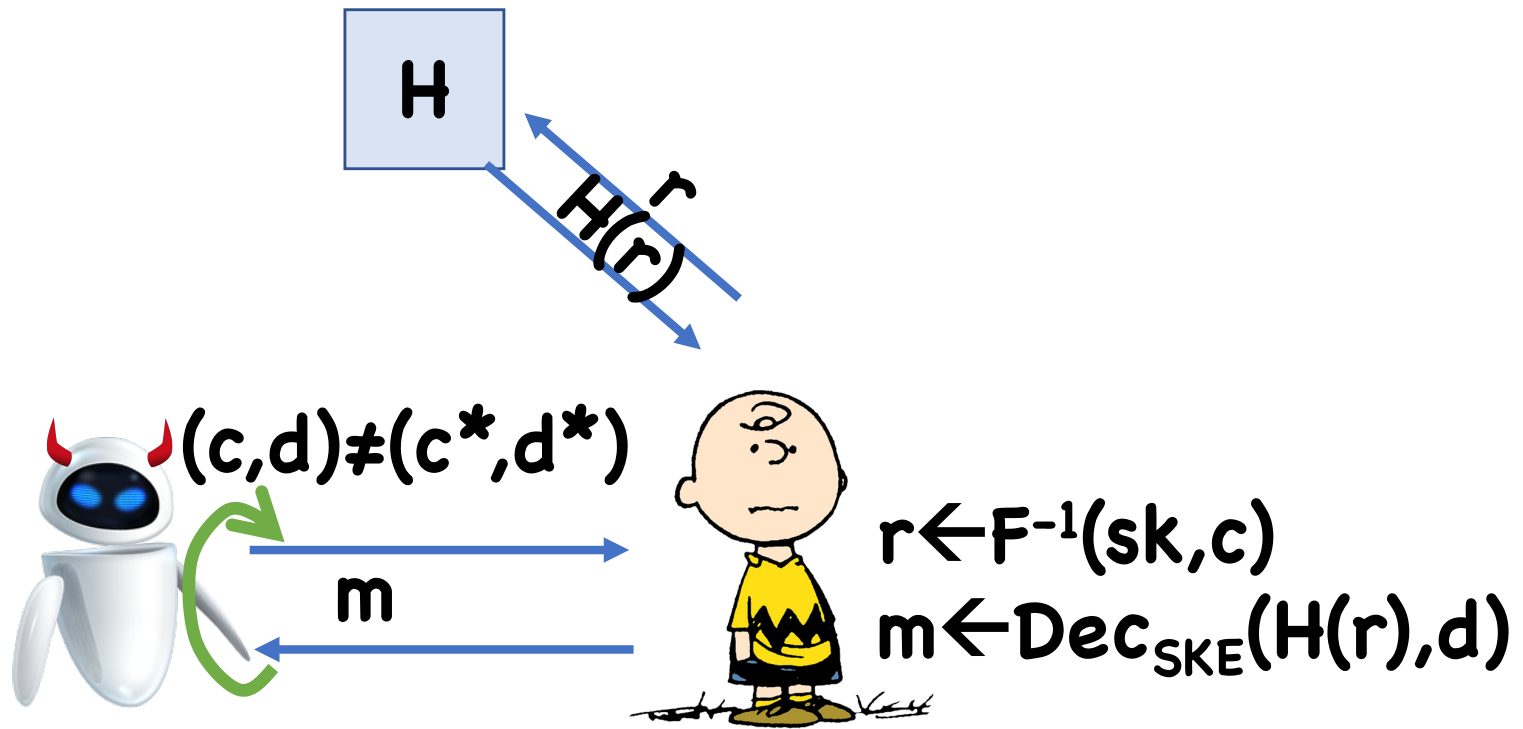 H
r
H(r)
(c,d)≠(c*,d*)
m
r←F⁻¹(sk,c)
m←Dec_SKE(H(r),d)